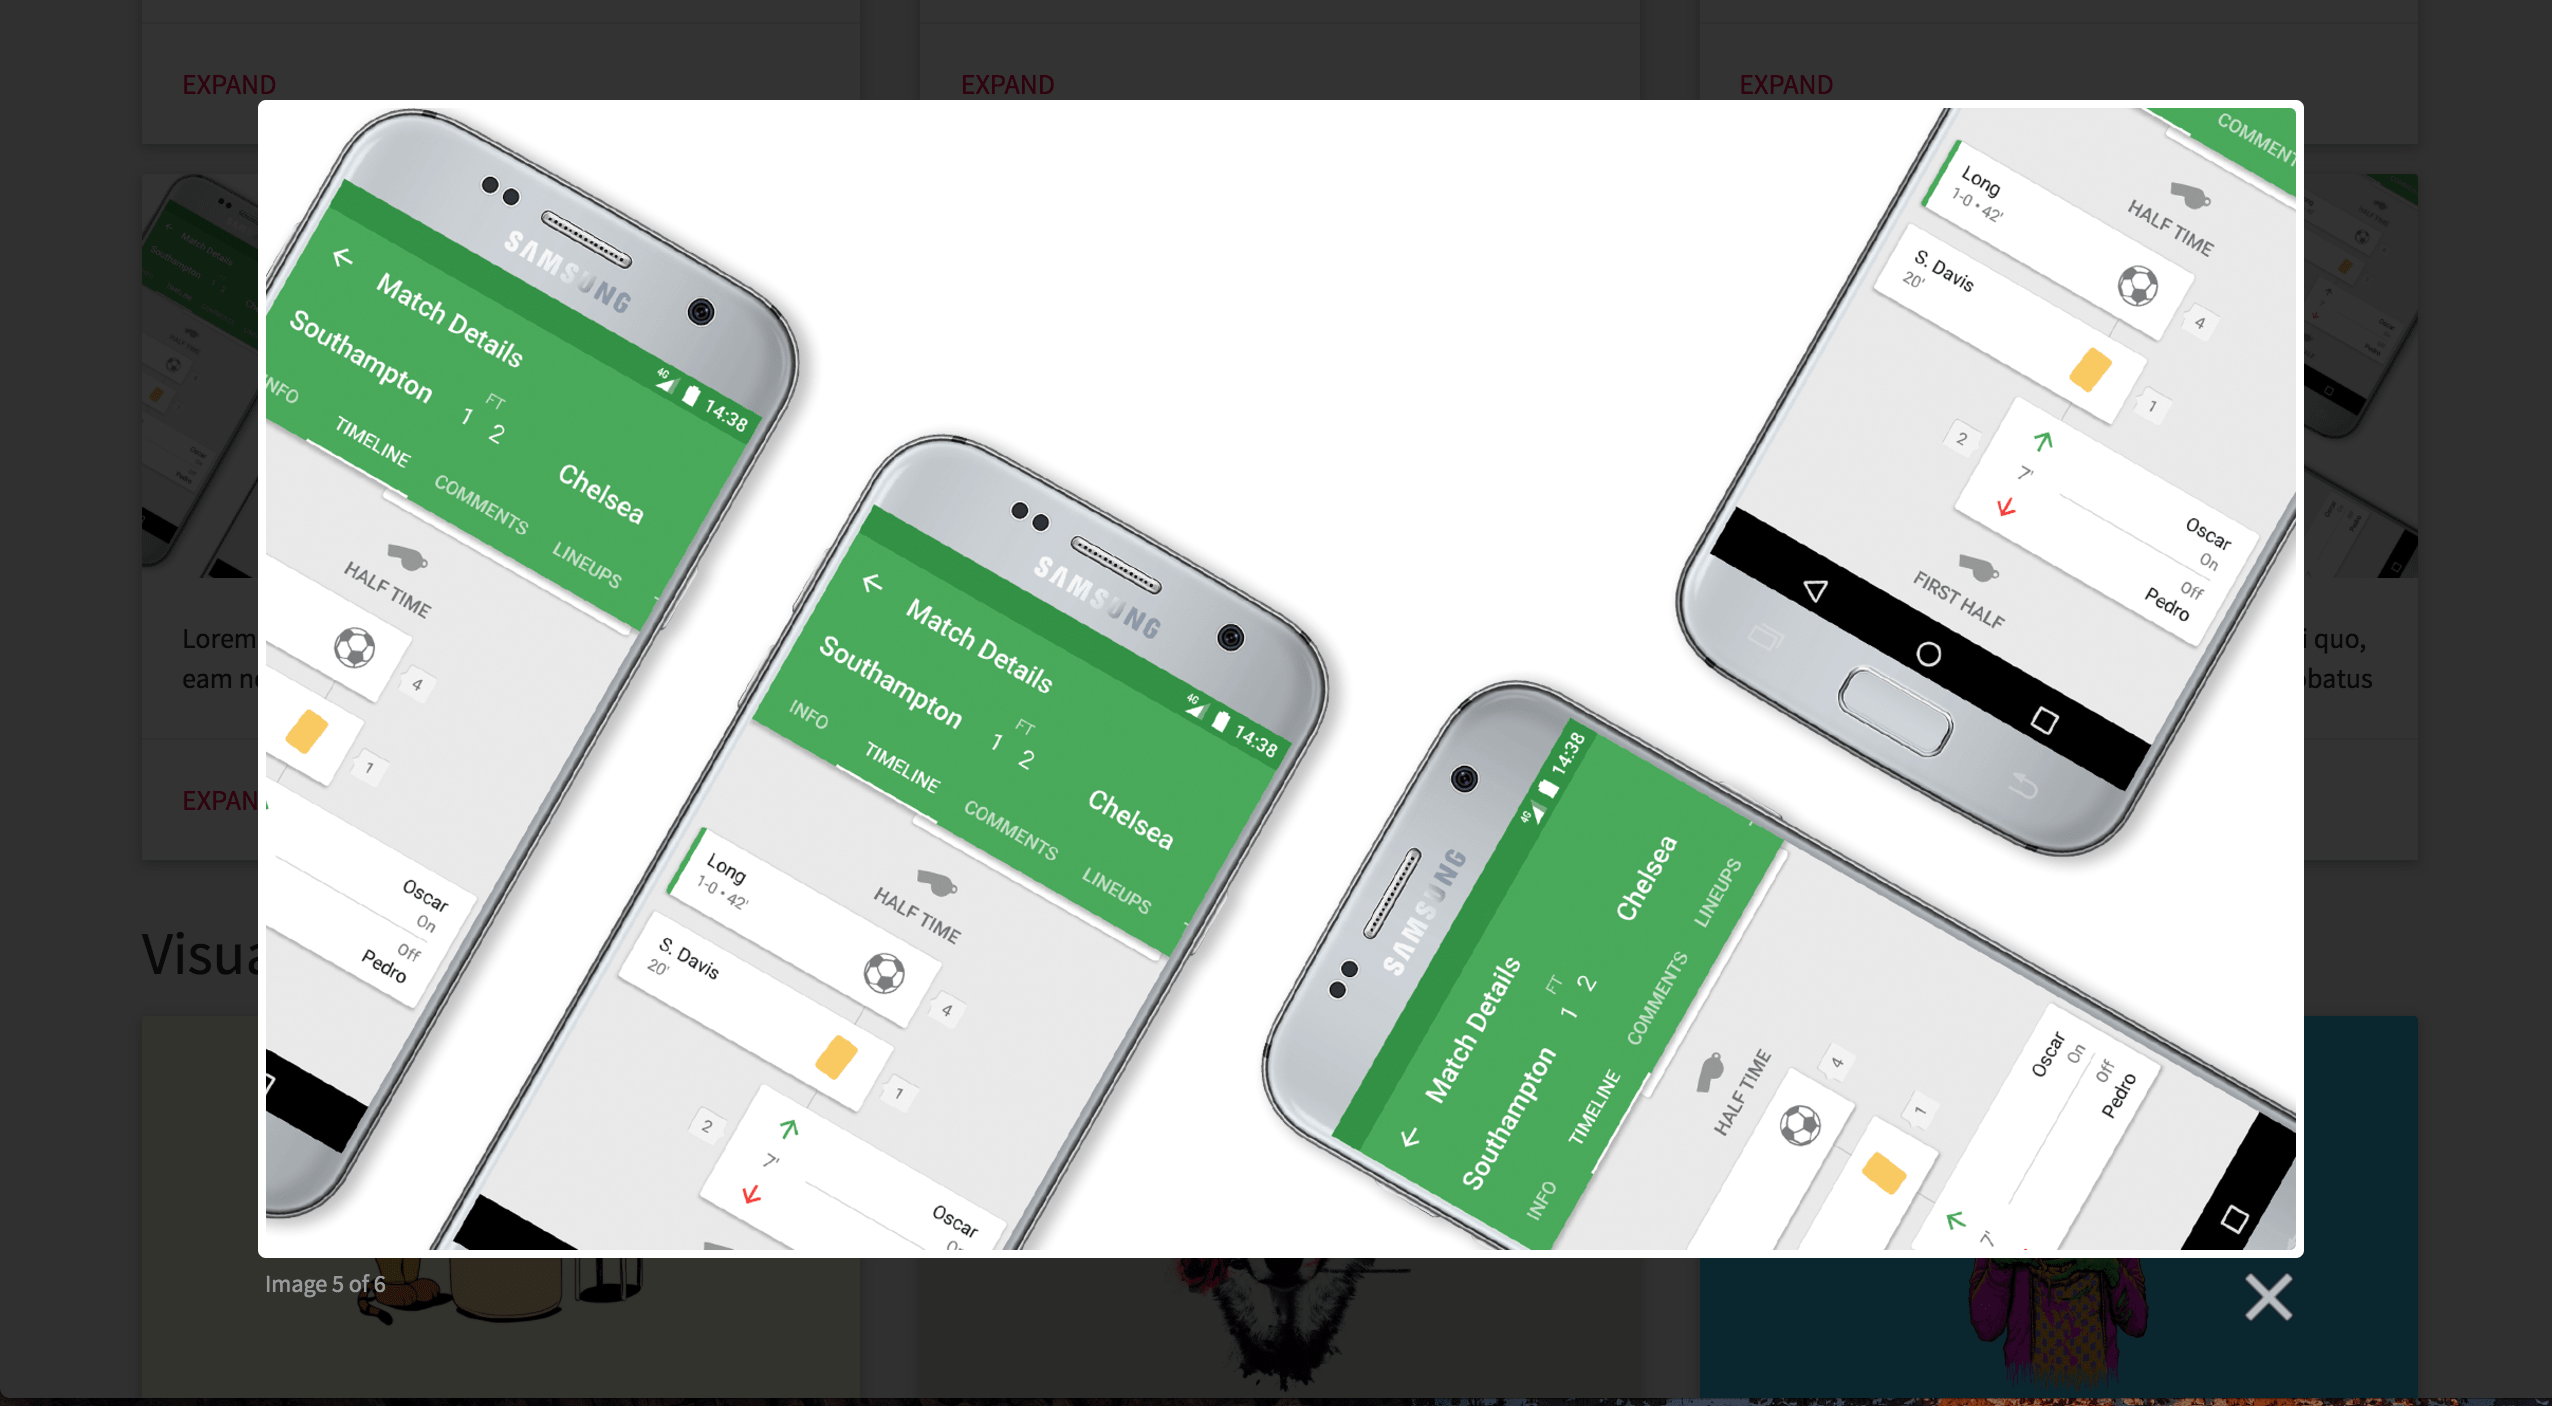 EXPAND
EXPAND
EXPAND
SAMSUNG
4G 14:38
Match Details
Southampton
FT
1 2
Chelsea
INFO
TIMELINE
COMMENTS
LINEUPS
HALF TIME
4
1
Oscar
On
Off
Pedro
SAMSUNG
4G 14:38
Match Details
Southampton
FT
1 2
Chelsea
INFO
TIMELINE
COMMENTS
LINEUPS
HALF TIME
Long
1-0 • 42'
4
S. Davis
20'
1
2
7'
Oscar
SAMSUNG
4G 14:38
Match Details
Southampton
FT
1 2
Chelsea
INFO
TIMELINE
COMMENTS
LINEUPS
HALF TIME
4
1
Oscar
On
Off
Pedro
7'
COMMENT
HALF TIME
Long
1-0 • 42'
4
S. Davis
20'
1
2
7'
Oscar
On
Off
Pedro
FIRST HALF
Lorem
i quo,
eam
batus
EXPAN
Visua
Image 5 of 6